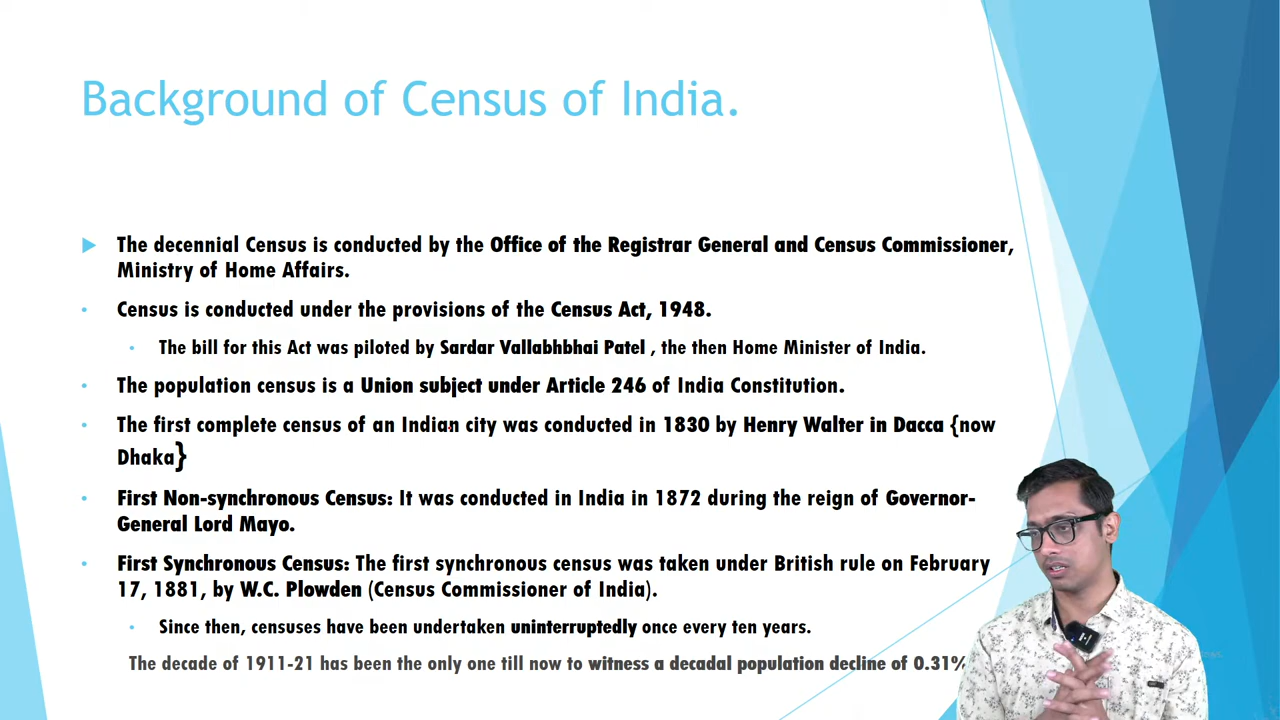 Background of Census of India.
The decennial Census is conducted by the Office of the Registrar General and Census Commissioner,
Ministry of Home Affairs.
Census is conducted under the provisions of the Census Act, 1948.
The bill for this Act was piloted by Sardar Vallabhbhai Patel , the then Home Minister of India.
The population census is a Union subject under Article 246 of India Constitution.
The first complete census of an Indian city was conducted in 1830 by Henry Walter in Dacca {now
Dhaka}
First Non-synchronous Census: It was conducted in India in 1872 during the reign of Governor-
General Lord Mayo.
First Synchronous Census: The first synchronous census was taken under British rule on February
17, 1881, by W.C. Plowden (Census Commissioner of India).
Since then, censuses have been undertaken uninterruptedly once every ten years.
The decade of 1911-21 has been the only one till now to witness a decadal population decline of 0.31%